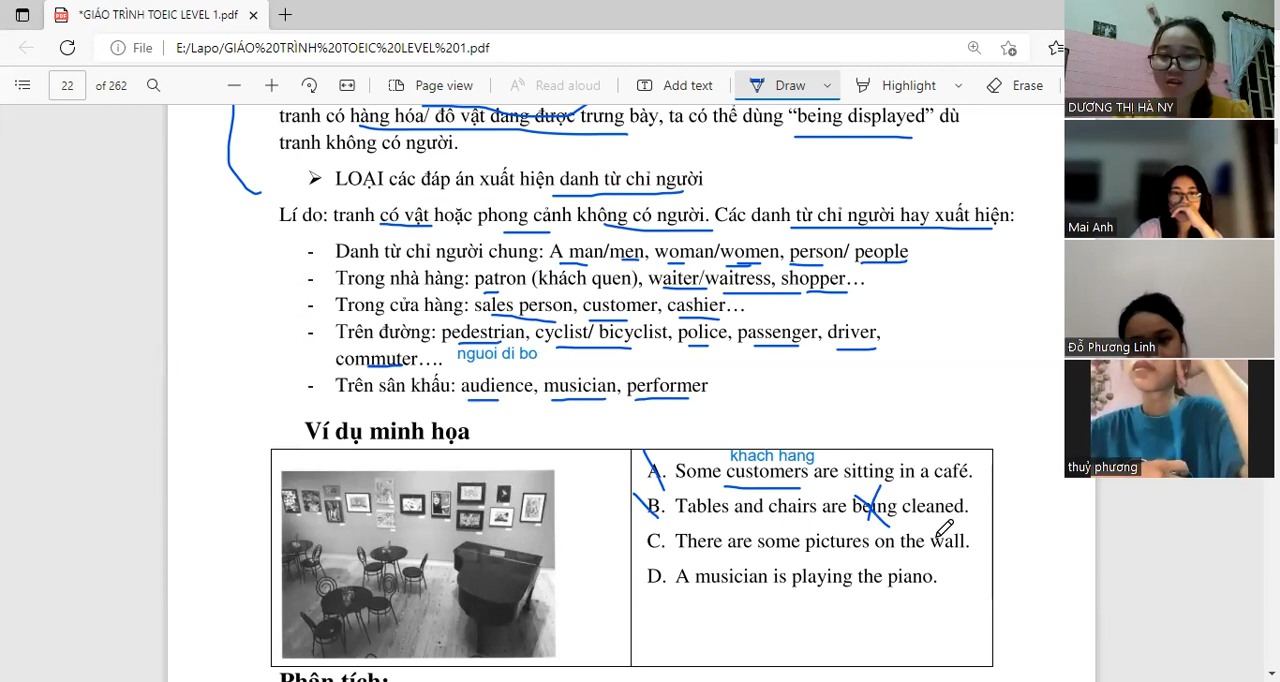 *GIÁO TRÌNH TOEIC LEVEL 1.pdf
File E:/Lapo/GIÁO%20TRÌNH%20TOEIC%20LEVEL%201.pdf
22 of 262 Page view Read aloud Add text Draw Highlight Erase
tranh có hàng hóa/ đồ vật đang được trưng bày, ta có thể dùng “being displayed” dù
tranh không có người.
➢ LOẠI các đáp án xuất hiện danh từ chỉ người
Lí do: tranh có vật hoặc phong cảnh không có người. Các danh từ chỉ người hay xuất hiện:
- Danh từ chỉ người chung: A man/men, woman/women, person/ people
- Trong nhà hàng: patron (khách quen), waiter/waitress, shopper…
- Trong cửa hàng: sales person, customer, cashier…
- Trên đường: pedestrian, cyclist/ bicyclist, police, passenger, driver,
commuter…. nguoi di bo
- Trên sân khấu: audience, musician, performer
Ví dụ minh họa
khach hang
A. Some customers are sitting in a café.
B. Tables and chairs are being cleaned.
C. There are some pictures on the wall.
D. A musician is playing the piano.
Phân tích:
DƯƠNG THỊ HÀ NY
Mai Anh
Đỗ Phương Linh
thuỷ phương